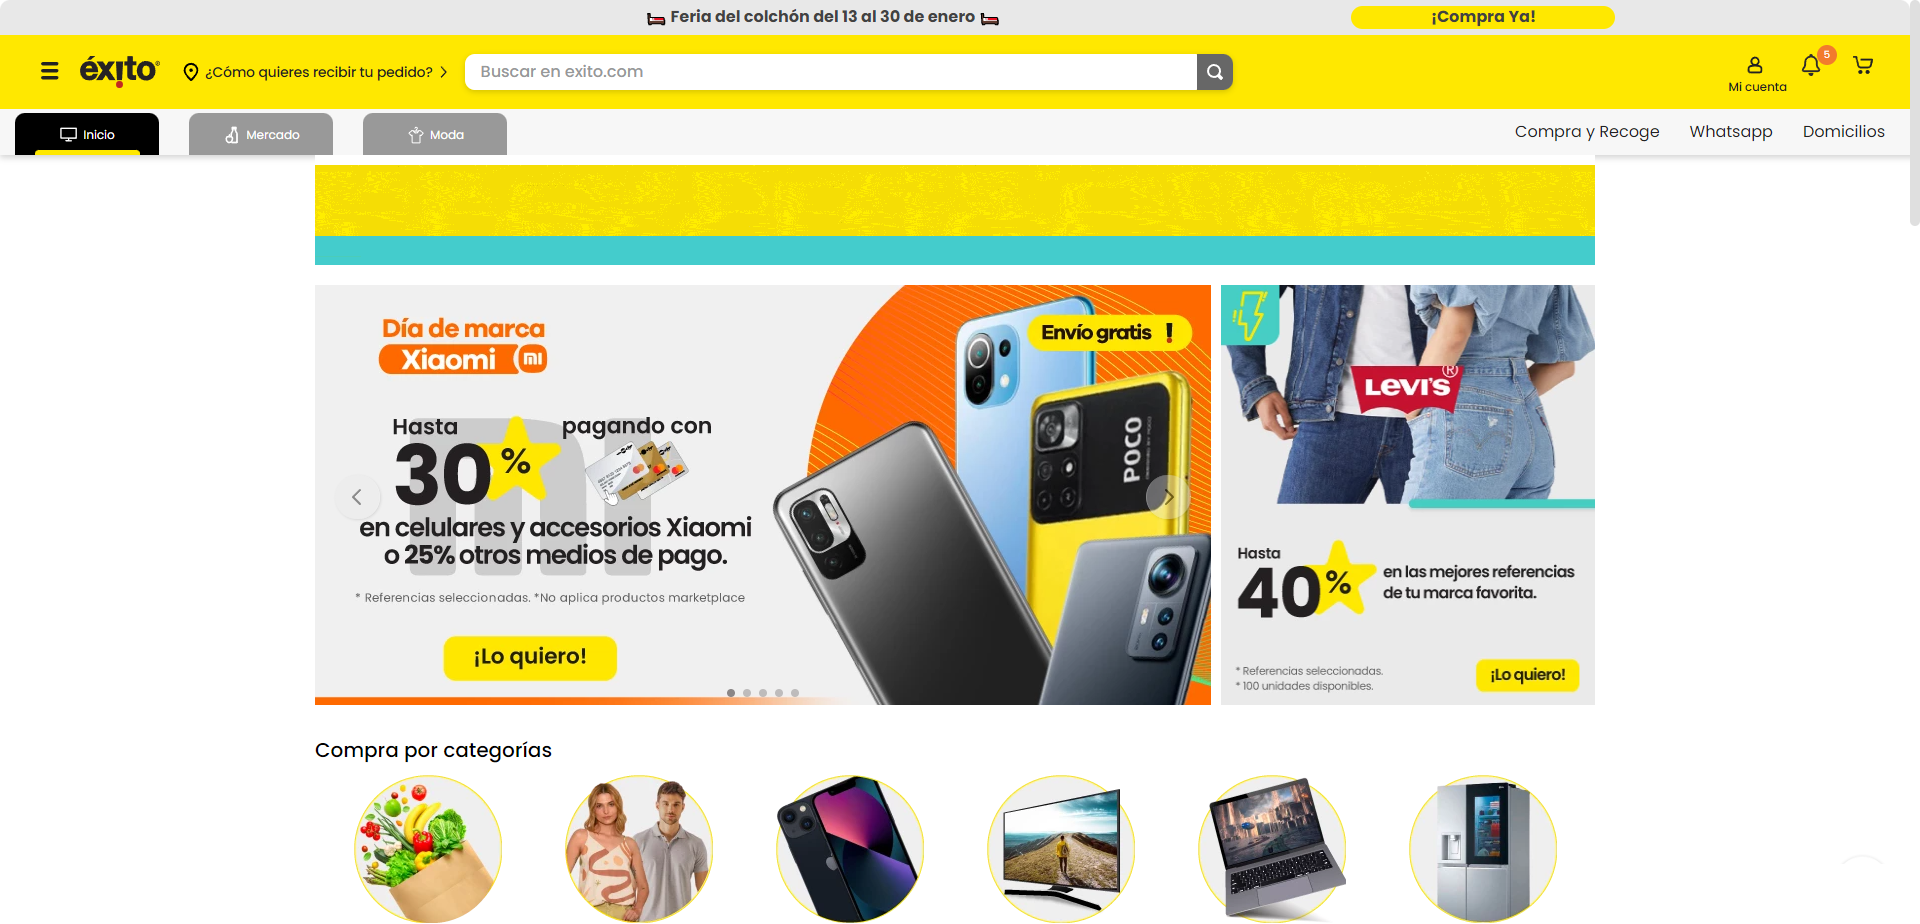 Feria del colchón del 13 al 30 de enero
¡Compra Ya!
éxito
¿Cómo quieres recibir tu pedido?
Buscar en exito.com
5
Mi cuenta
Inicio
Mercado
Moda
Compra y Recoge
Whatsapp
Domicilios
Día de marca
Xiaomi mi
Envío gratis !
Hasta
30%
pagando con
en celulares y accesorios Xiaomi
o 25% otros medios de pago.
* Referencias seleccionadas. *No aplica productos marketplace
¡Lo quiero!
POCO
LEVI'S®
Hasta
40%
en las mejores referencias
de tu marca favorita.
* Referencias seleccionadas.
* 100 unidades disponibles.
¡Lo quiero!
Compra por categorías